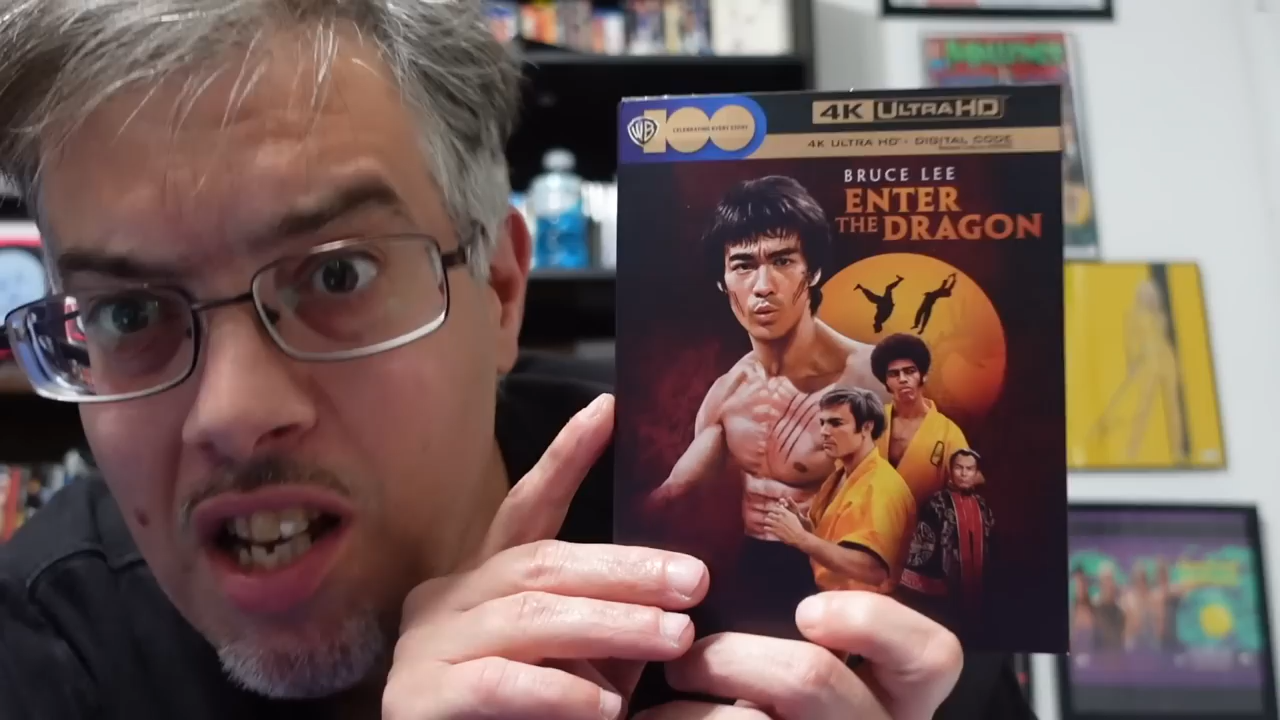 WB 100 CELEBRATING EVERY STORY
4K ULTRA HD
4K ULTRA HD · DIGITAL CODE
BRUCE LEE
ENTER
THE DRAGON